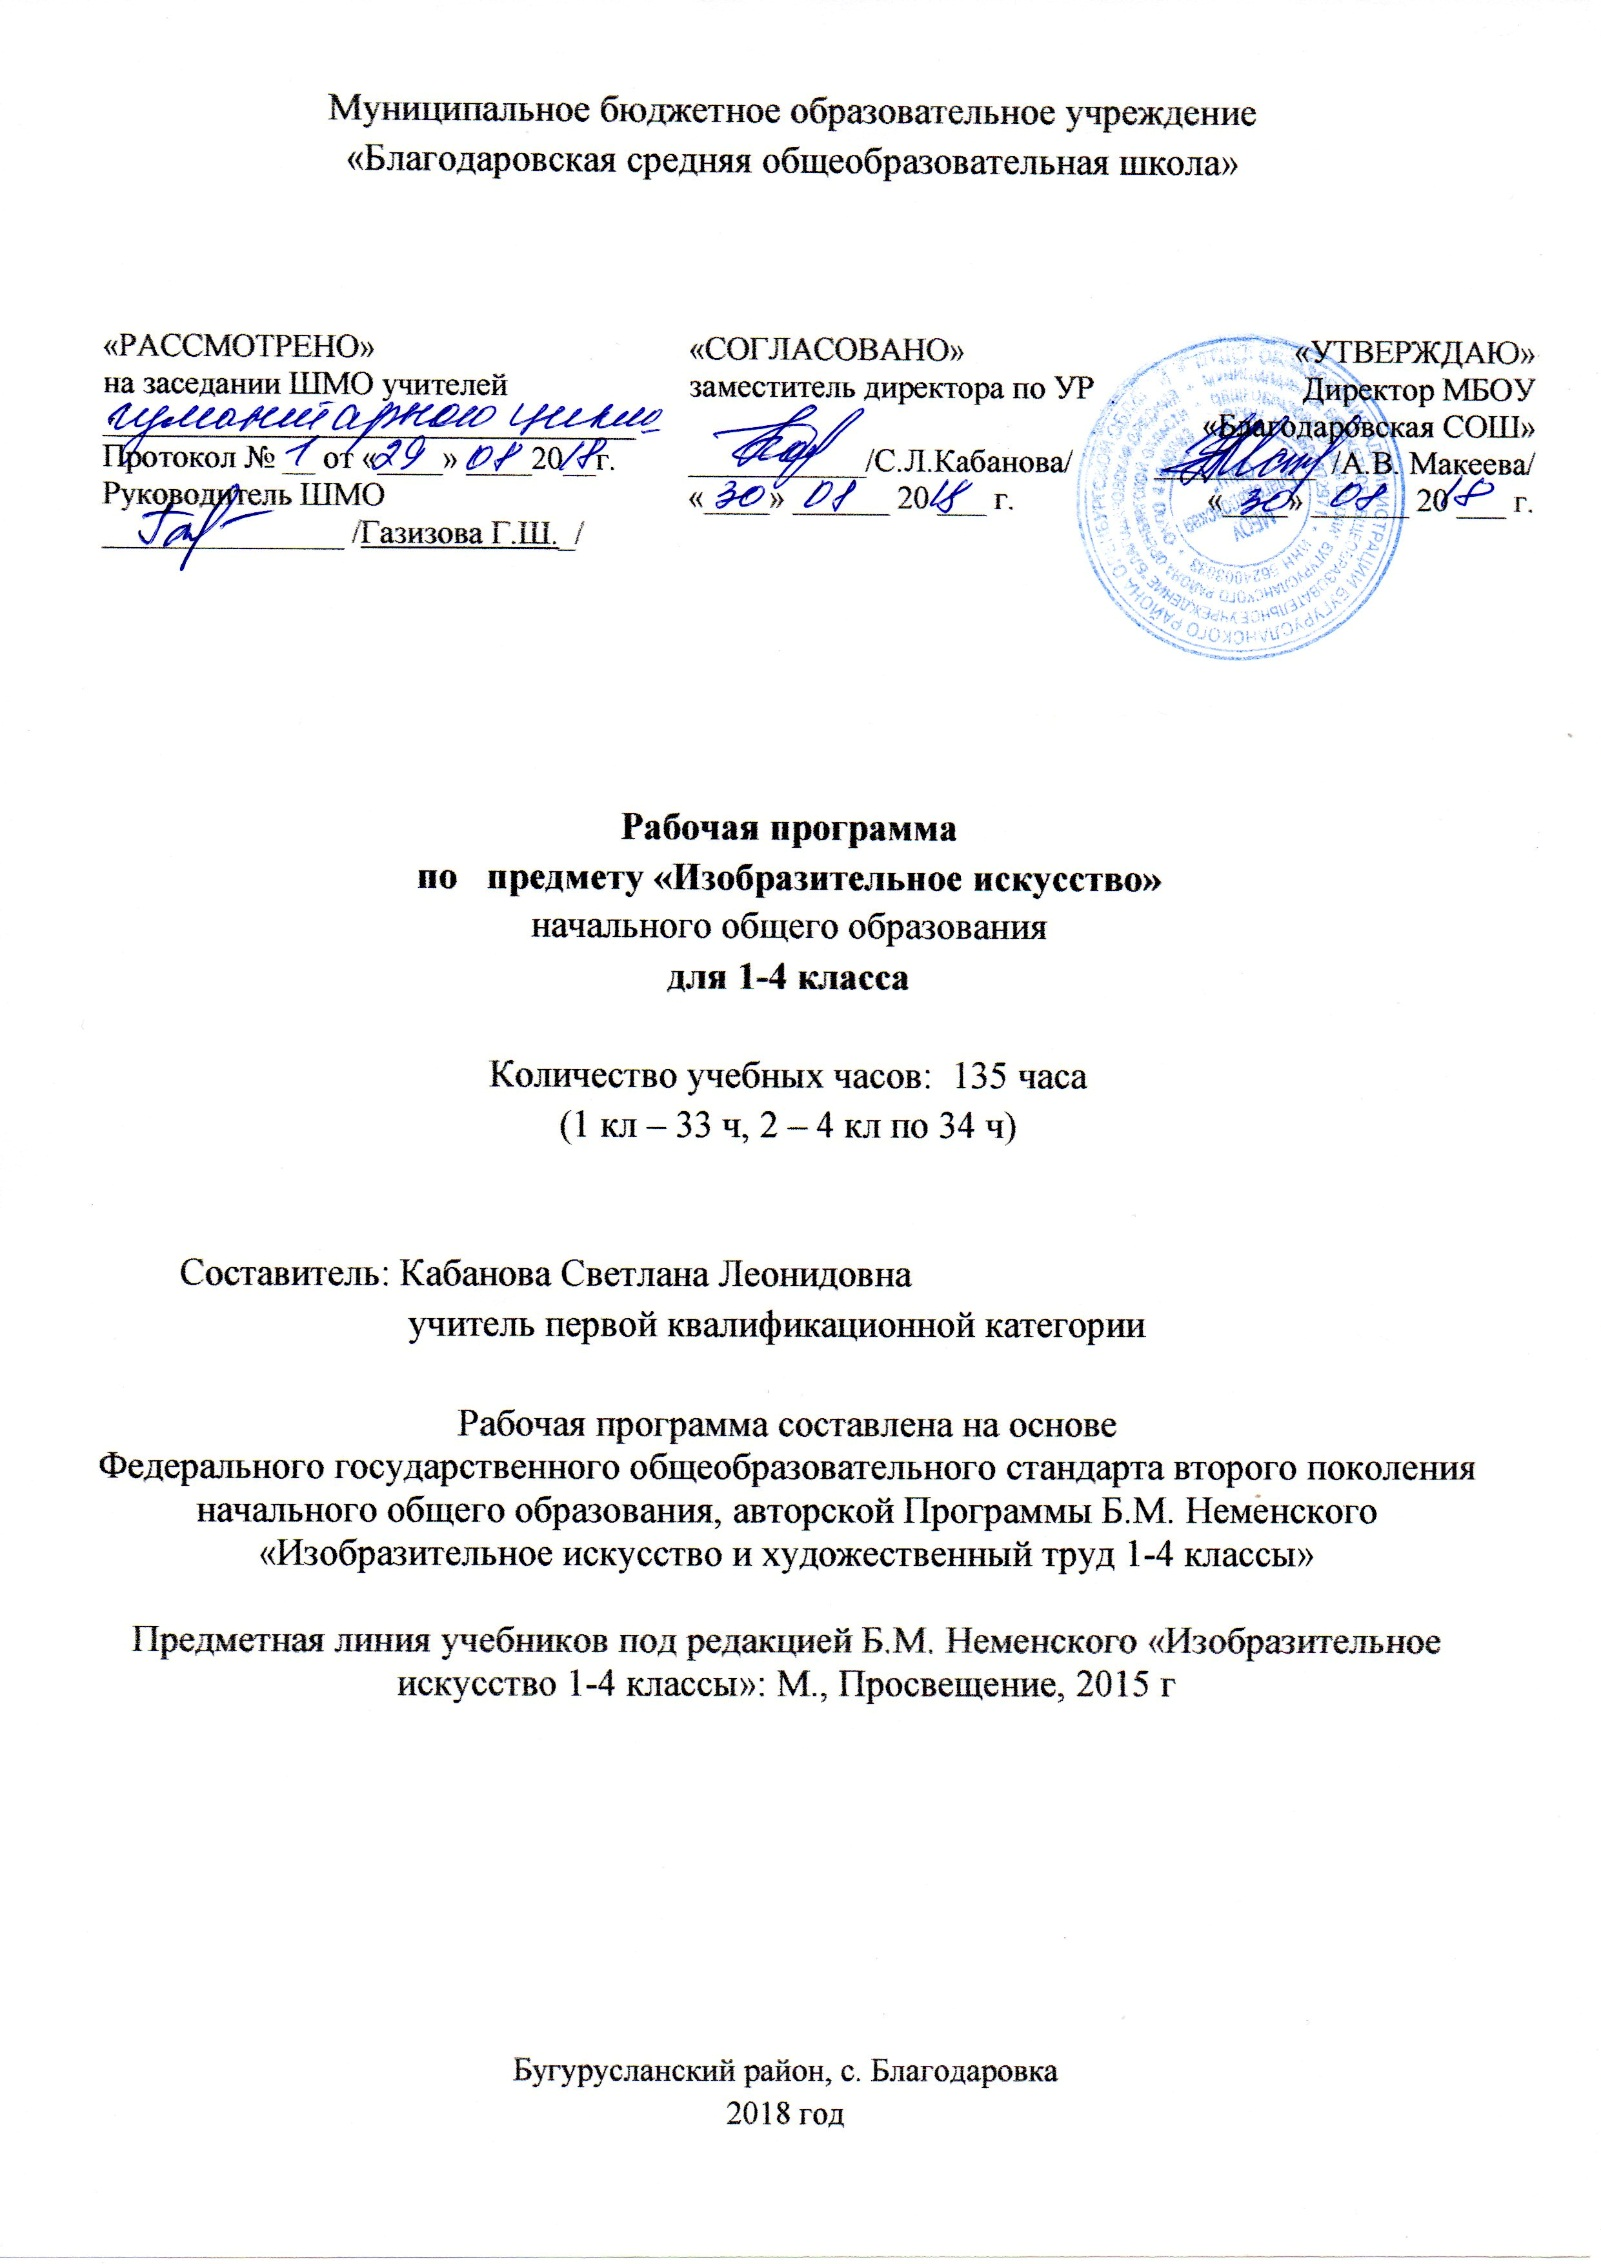 Муниципальное бюджетное образовательное учреждение
«Благодаровская средняя общеобразовательная школа»
«РАССМОТРЕНО»
на заседании ШМО учителей
гуманитарного цикла
Протокол № 1 от «29» 08 2018г.
Руководитель ШМО
/Газизова Г.Ш. /
«СОГЛАСОВАНО»
заместитель директора по УР
/С.Л.Кабанова/
«30» 08 2018 г.
«УТВЕРЖДАЮ»
Директор МБОУ
«Благодаровская СОШ»
/А.В. Макеева/
«30» 08 2018 г.
Рабочая программа
по предмету «Изобразительное искусство»
начального общего образования
для 1-4 класса
Количество учебных часов: 135 часа
(1 кл – 33 ч, 2 – 4 кл по 34 ч)
Составитель: Кабанова Светлана Леонидовна
учитель первой квалификационной категории
Рабочая программа составлена на основе
Федерального государственного общеобразовательного стандарта второго поколения
начального общего образования, авторской Программы Б.М. Неменского
«Изобразительное искусство и художественный труд 1-4 классы»
Предметная линия учебников под редакцией Б.М. Неменского «Изобразительное
искусство 1-4 классы»: М., Просвещение, 2015 г
Бугурусланский район, с. Благодаровка
2018 год